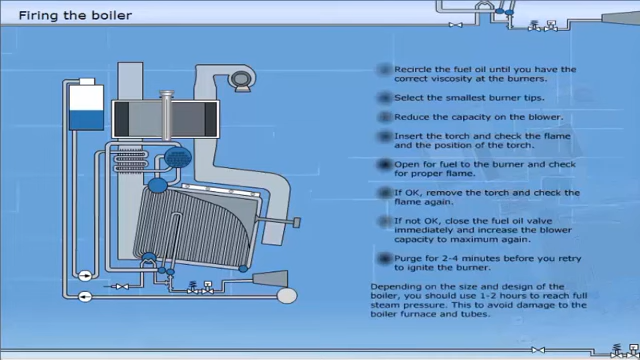 Firing the boiler
Recircle the fuel oil until you have the
correct viscosity at the burners.
Select the smallest burner tips.
Reduce the capacity on the blower.
Insert the torch and check the flame
and the position of the torch.
Open for fuel to the burner and check
for proper flame.
If OK, remove the torch and check the
flame again.
If not OK, close the fuel oil valve
immediately and increase the blower
capacity to maximum again.
Purge for 2-4 minutes before you retry
to ignite the burner.
Depending on the size and design of the
boiler, you should use 1-2 hours to reach full
steam pressure. This to avoid damage to the
boiler furnace and tubes.